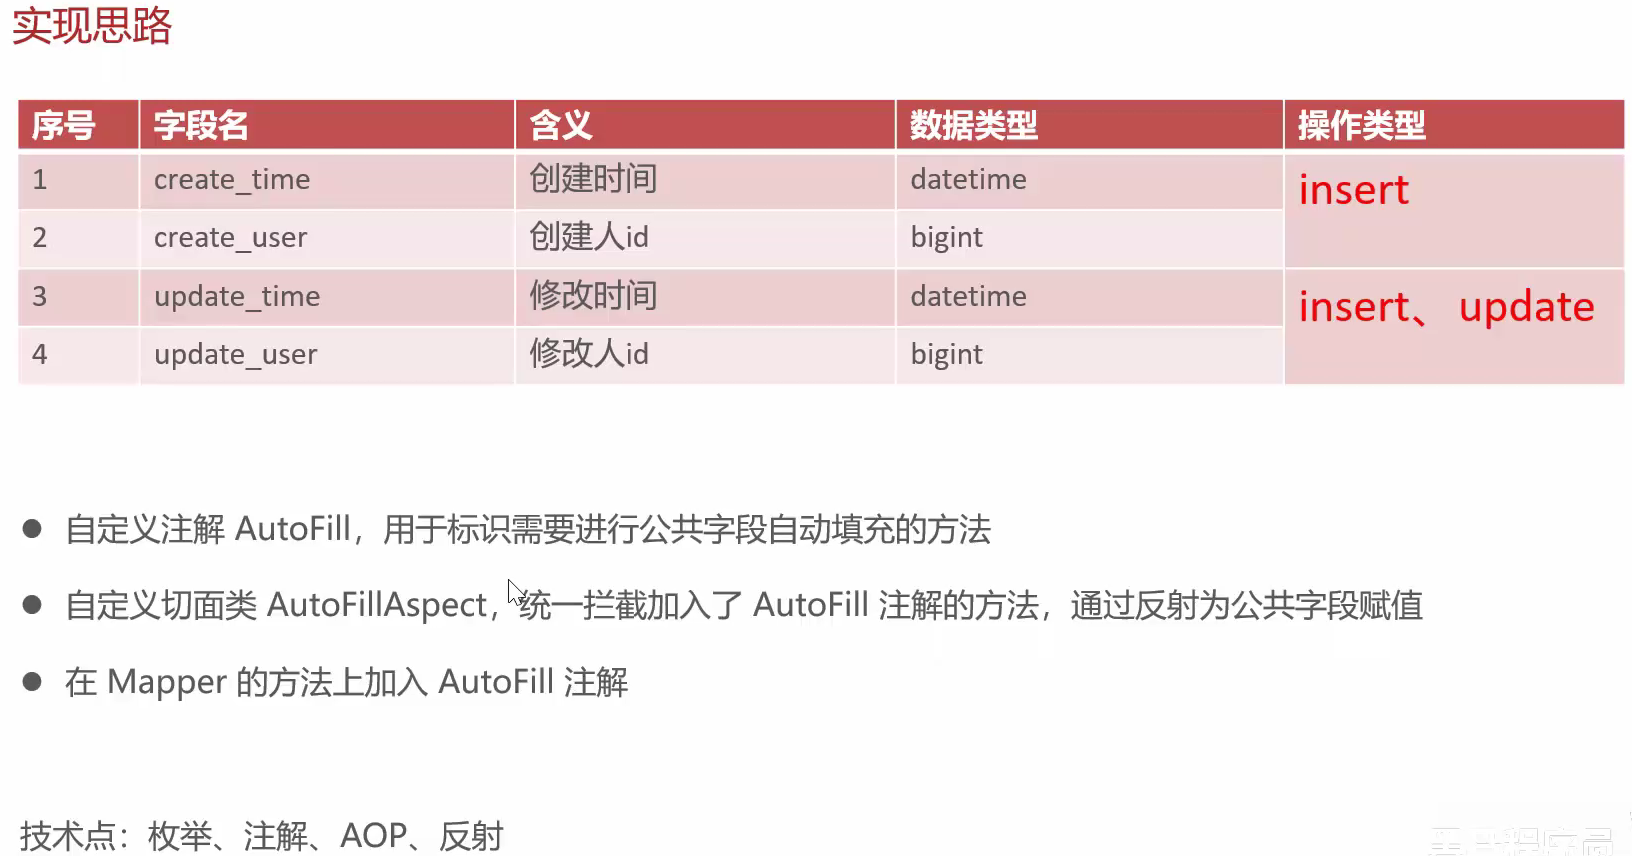 实现思路
序号 字段名 含义 数据类型 操作类型
1 create_time 创建时间 datetime insert
2 create_user 创建人id bigint
3 update_time 修改时间 datetime insert、 update
4 update_user 修改人id bigint
● 自定义注解 AutoFill，用于标识需要进行公共字段自动填充的方法
● 自定义切面类 AutoFillAspect，统一拦截加入了 AutoFill 注解的方法，通过反射为公共字段赋值
● 在 Mapper 的方法上加入 AutoFill 注解
技术点：枚举、注解、AOP、反射